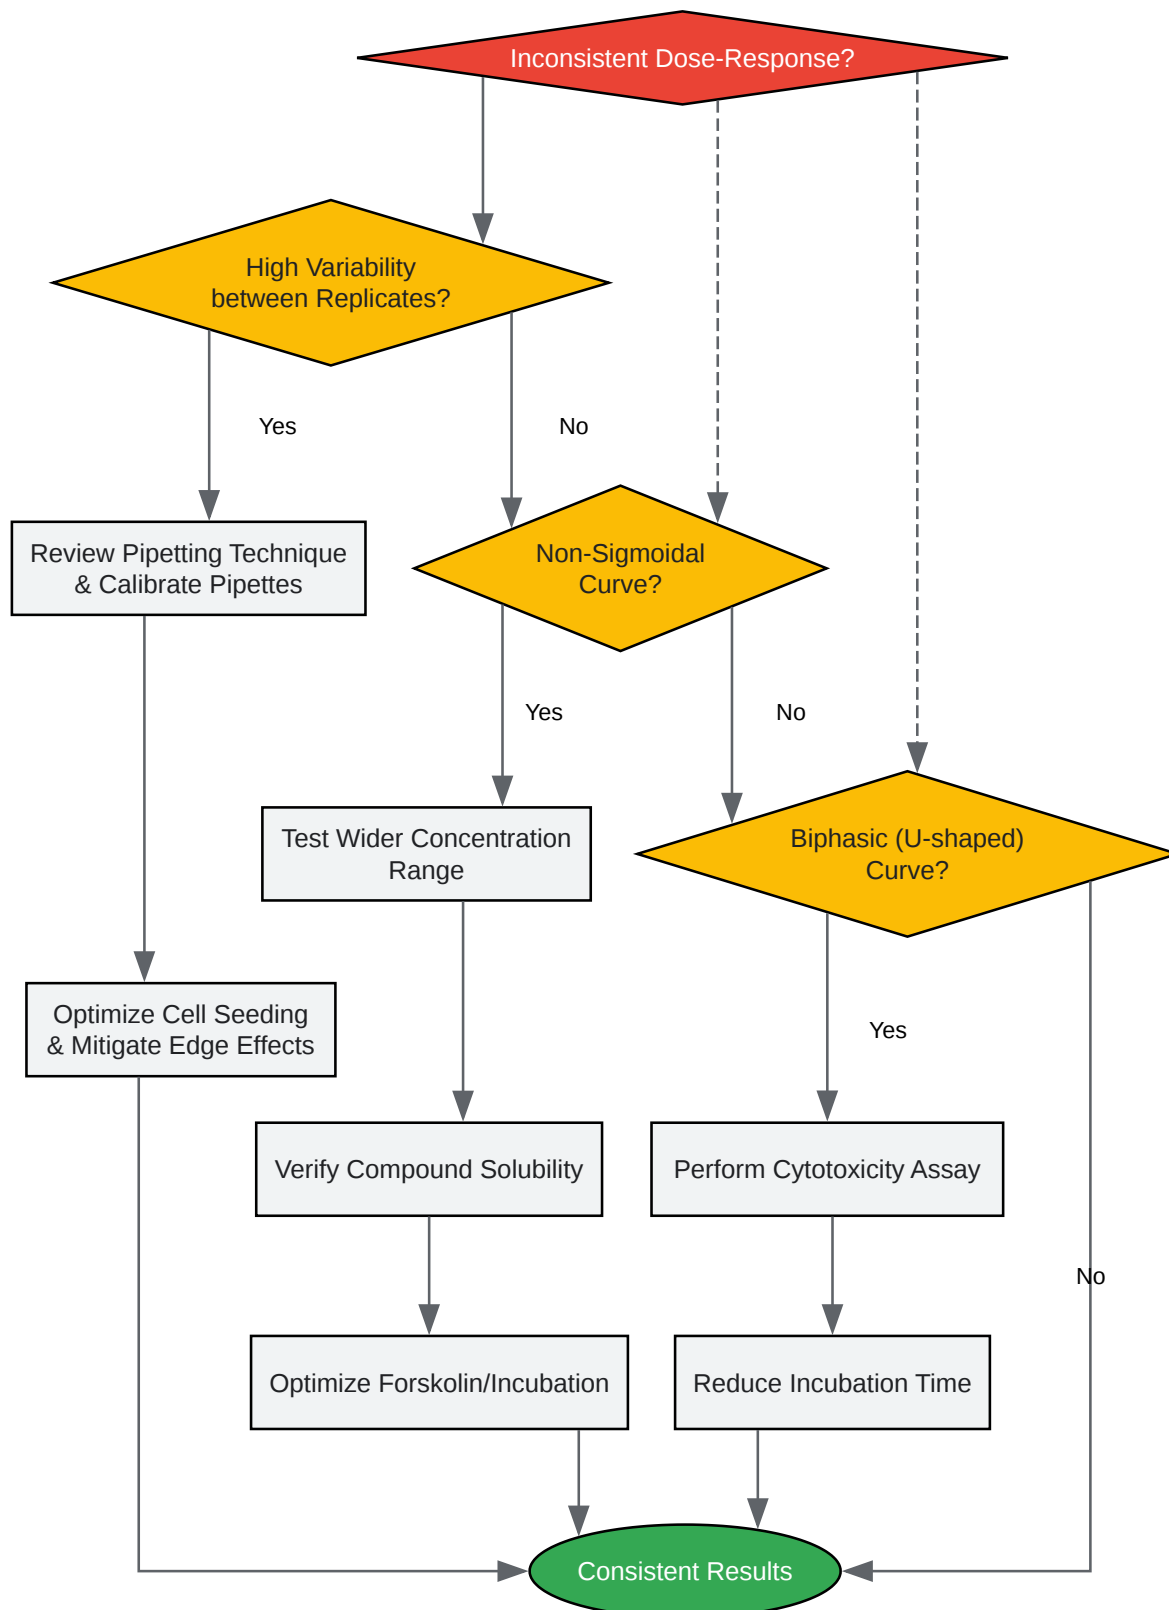 Inconsistent Dose-Response?
High Variability
between Replicates?
Yes
No
Review Pipetting Technique
& Calibrate Pipettes
Non-Sigmoidal
Curve?
Yes
No
Test Wider Concentration
Range
Biphasic (U-shaped)
Curve?
Optimize Cell Seeding
& Mitigate Edge Effects
Yes
Verify Compound Solubility
Perform Cytotoxicity Assay
No
Optimize Forskolin/Incubation
Reduce Incubation Time
Consistent Results